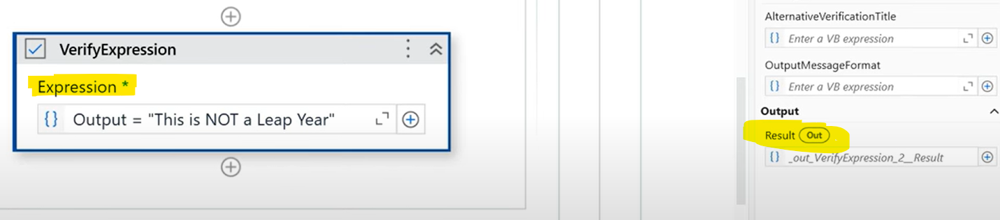 VerifyExpression
Expression *
{} Output = "This is NOT a Leap Year"
AlternativeVerificationTitle
{} Enter a VB expression
OutputMessageFormat
{} Enter a VB expression
Output
Result Out
{} _out_VerifyExpression_2__Result